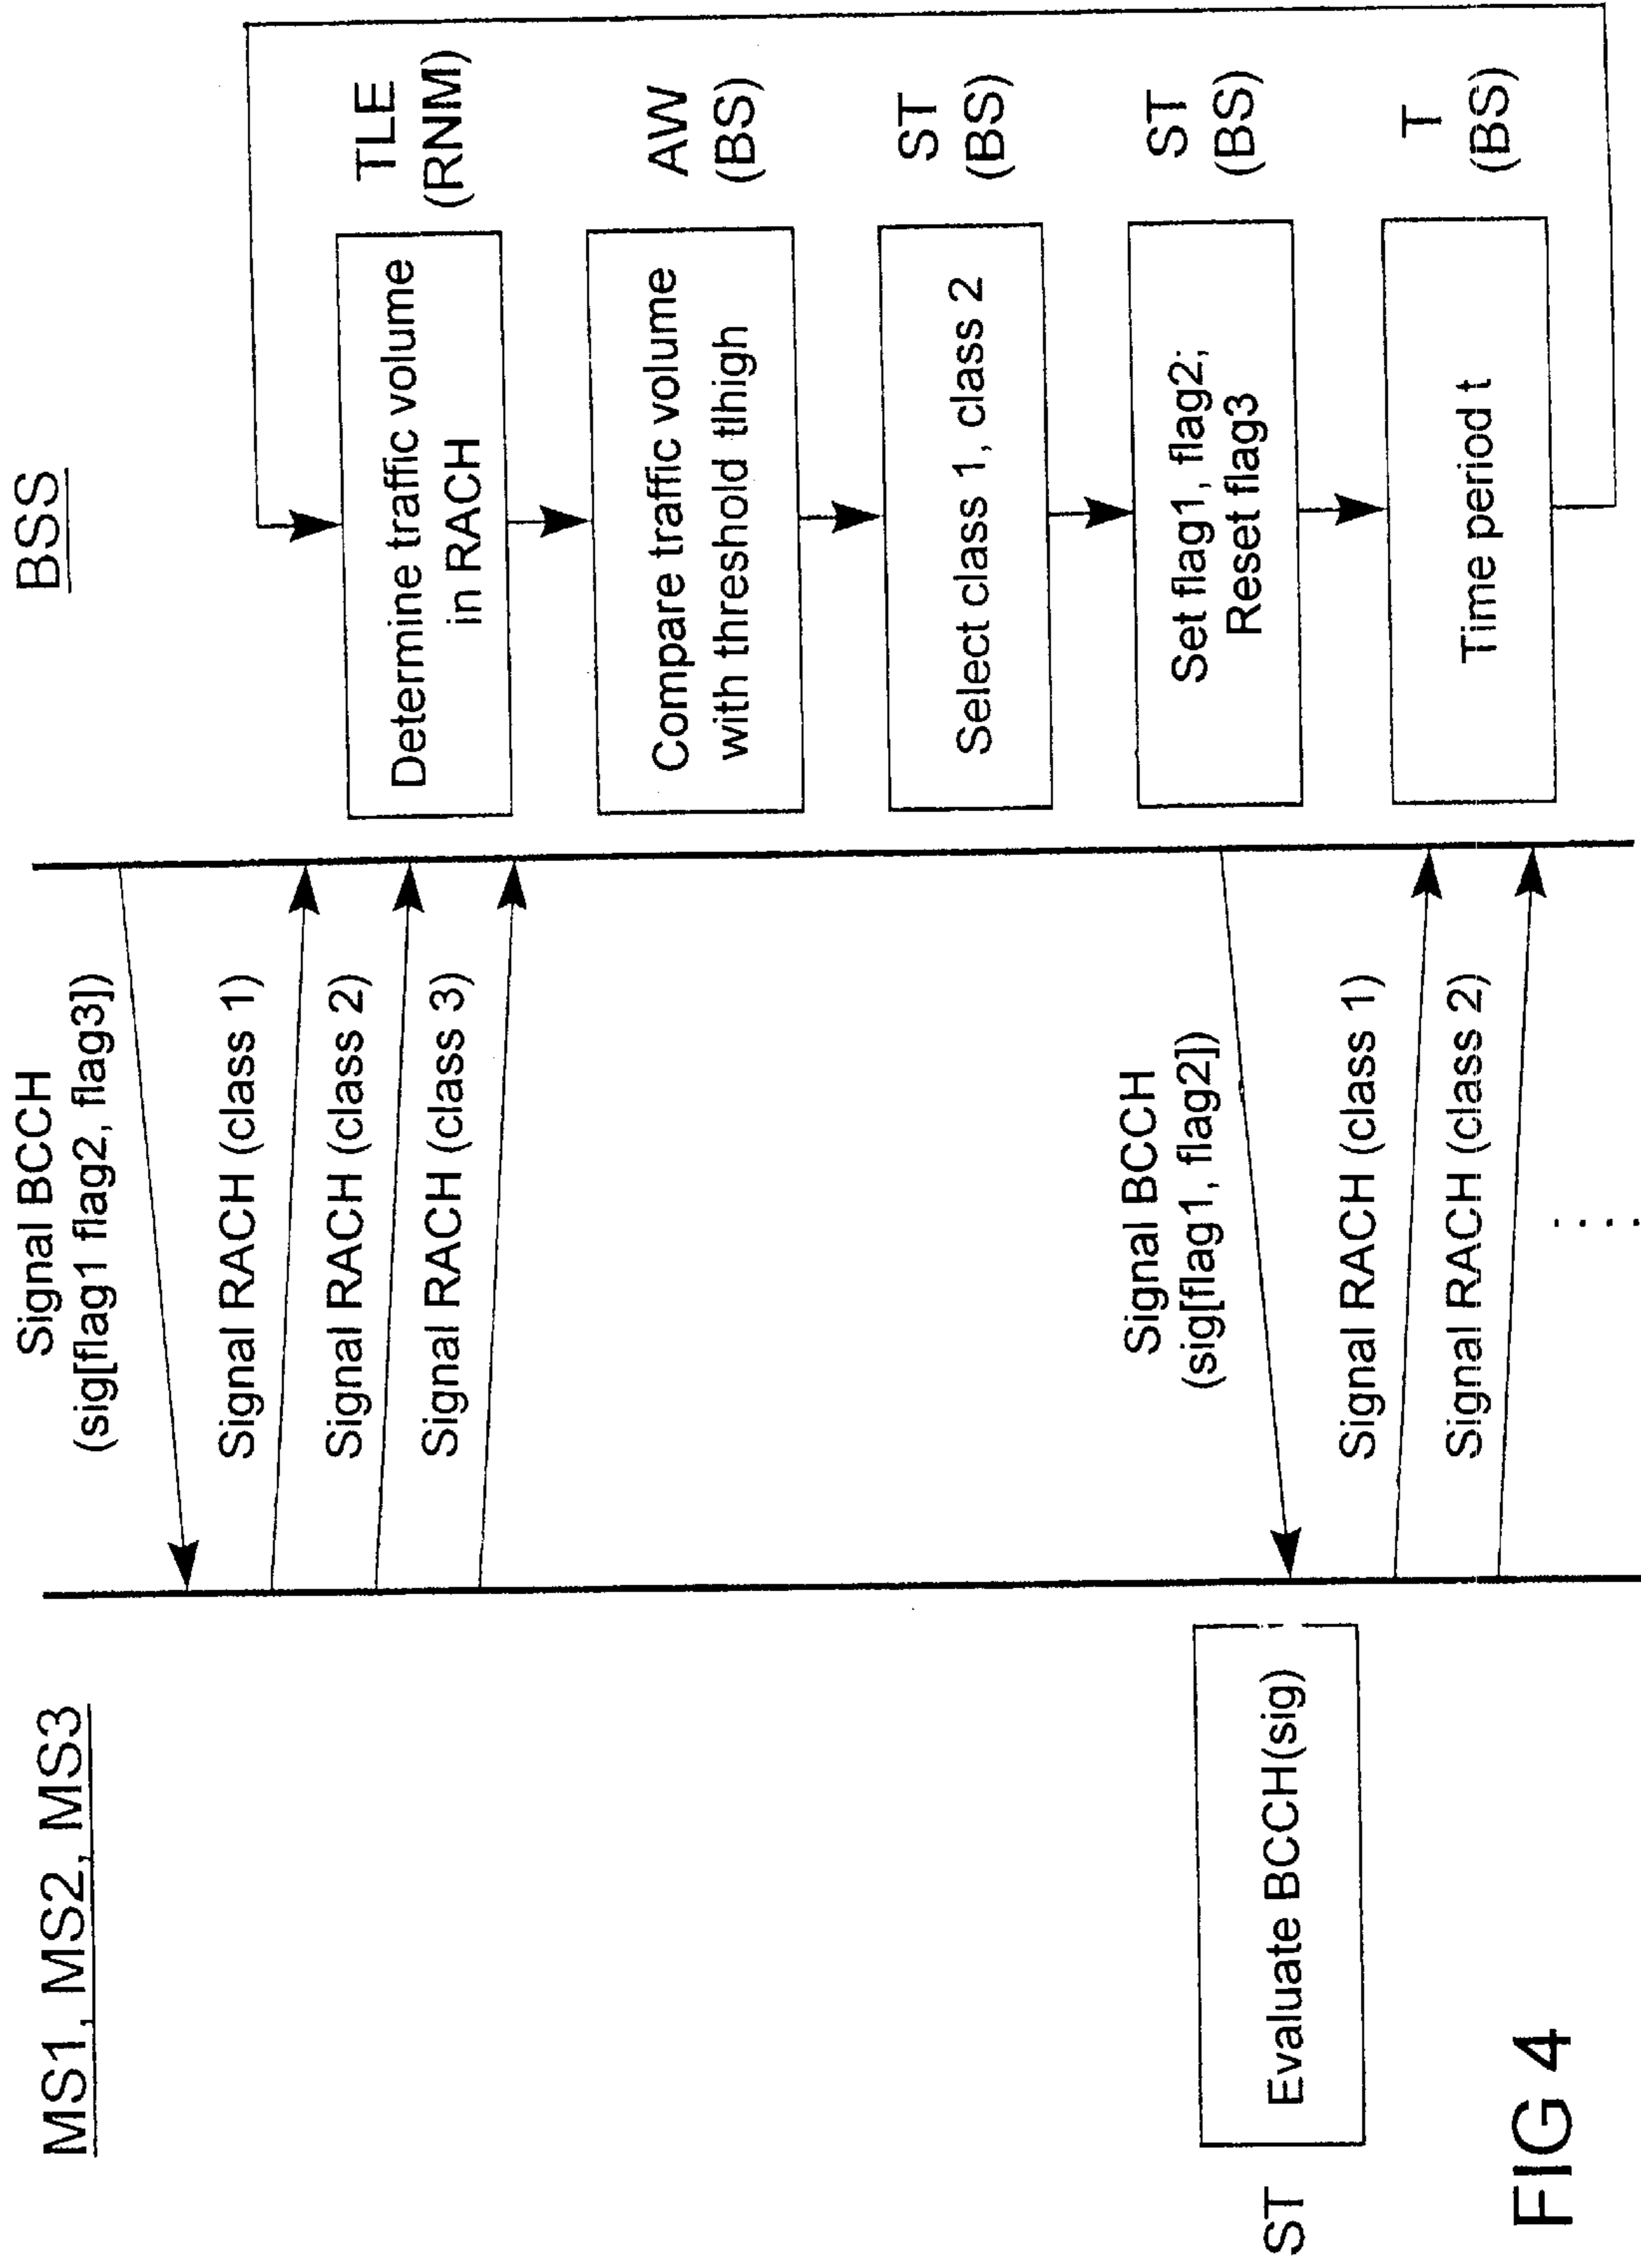 MS1, MS2, MS3
BSS
Signal BCCH
(sig[flag1 flag2, flag3])
Signal RACH (class 1)
Signal RACH (class 2)
Signal RACH (class 3)
Determine traffic volume
in RACH
TLE
(RNM)
Compare traffic volume
with threshold tlhigh
AW
(BS)
Select class 1, class 2
ST
(BS)
Set flag1, flag2;
Reset flag3
ST
(BS)
Signal BCCH
(sig[flag1, flag2])
ST
Evaluate BCCH(sig)
Signal RACH (class 1)
Signal RACH (class 2)
....
Time period t
T
(BS)
FIG 4